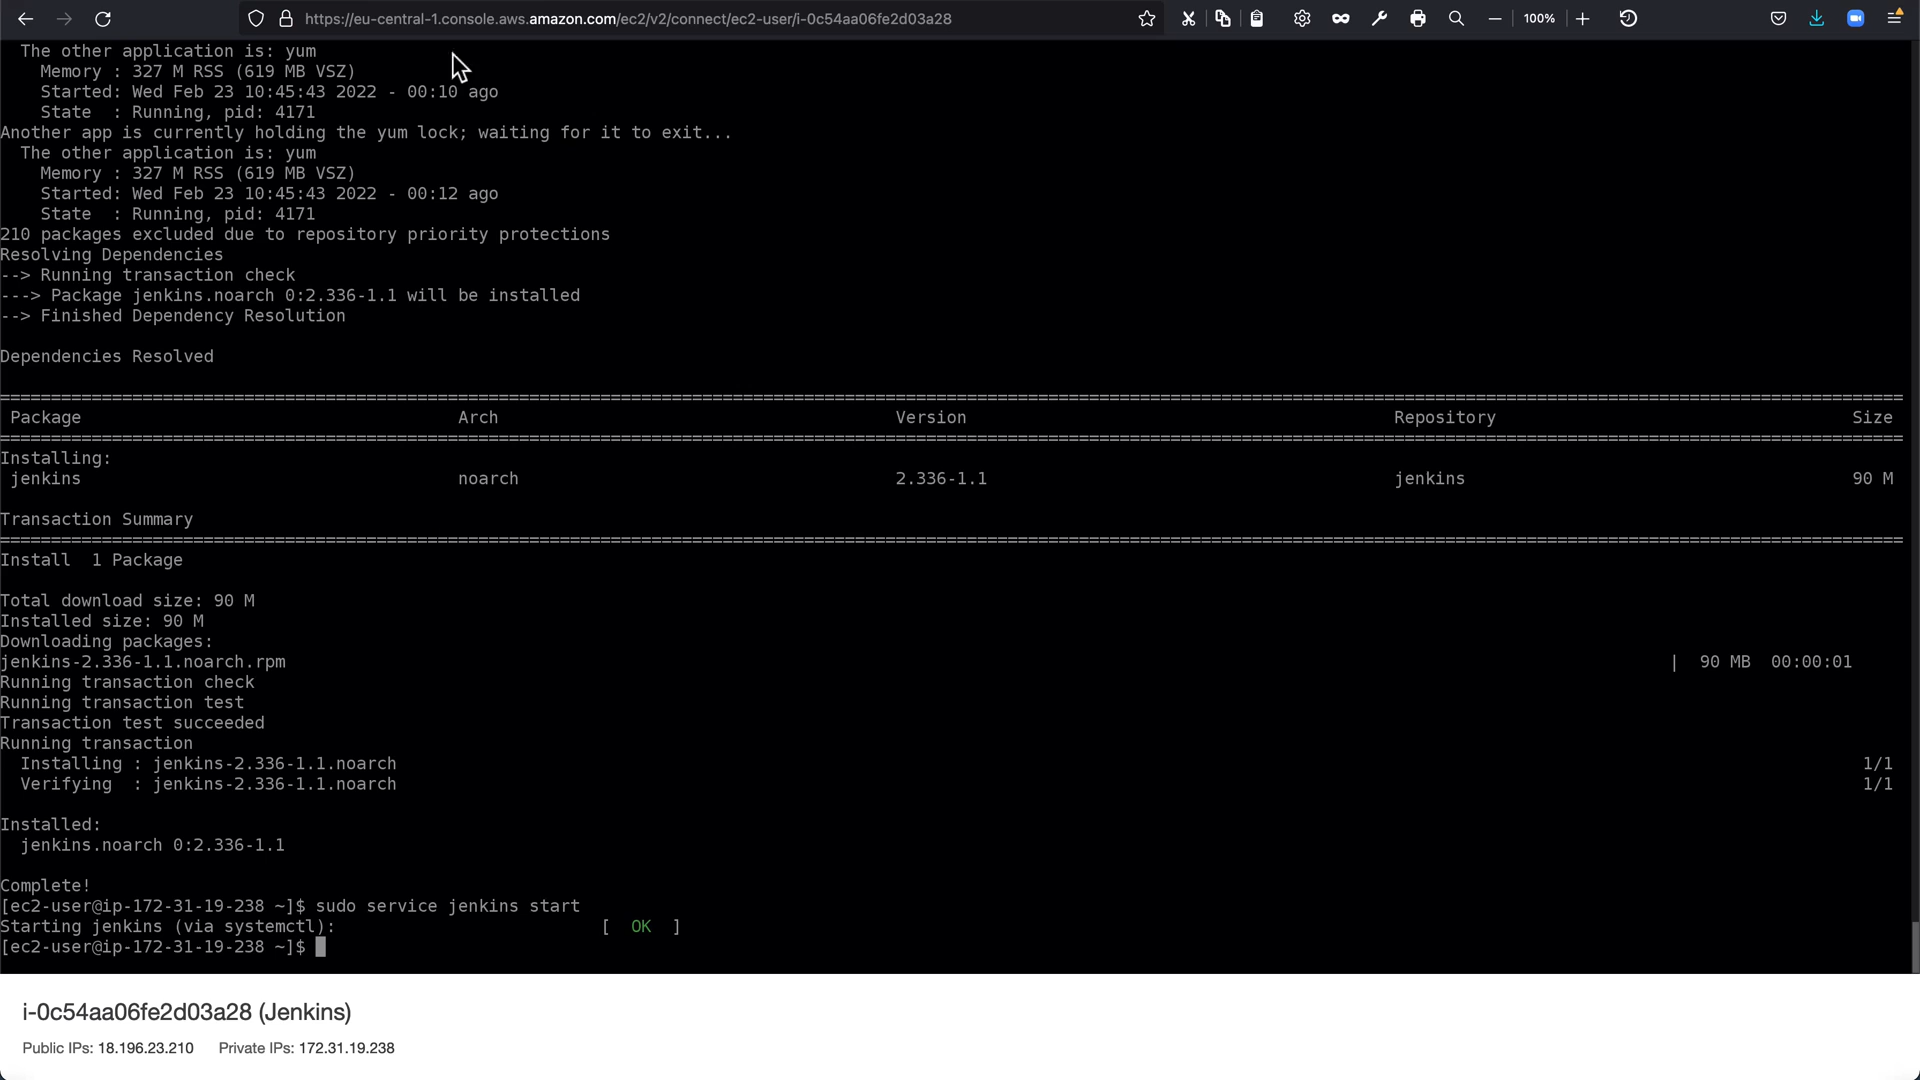 https://eu-central-1.console.aws.amazon.com/ec2/v2/connect/ec2-user/i-0c54aa06fe2d03a28
100%
The other application is: yum
Memory : 327 M RSS (619 MB VSZ)
Started: Wed Feb 23 10:45:43 2022 - 00:10 ago
State  : Running, pid: 4171
Another app is currently holding the yum lock; waiting for it to exit...
The other application is: yum
Memory : 327 M RSS (619 MB VSZ)
Started: Wed Feb 23 10:45:43 2022 - 00:12 ago
State  : Running, pid: 4171
210 packages excluded due to repository priority protections
Resolving Dependencies
--> Running transaction check
---> Package jenkins.noarch 0:2.336-1.1 will be installed
--> Finished Dependency Resolution
Dependencies Resolved
Package Arch Version Repository Size
Installing:
jenkins noarch 2.336-1.1 jenkins 90 M
Transaction Summary
Install  1 Package
Total download size: 90 M
Installed size: 90 M
Downloading packages:
jenkins-2.336-1.1.noarch.rpm | 90 MB  00:00:01
Running transaction check
Running transaction test
Transaction test succeeded
Running transaction
Installing : jenkins-2.336-1.1.noarch 1/1
Verifying  : jenkins-2.336-1.1.noarch 1/1
Installed:
jenkins.noarch 0:2.336-1.1
Complete!
[ec2-user@ip-172-31-19-238 ~]$ sudo service jenkins start
Starting jenkins (via systemctl): [  OK  ]
[ec2-user@ip-172-31-19-238 ~]$
i-0c54aa06fe2d03a28 (Jenkins)
Public IPs: 18.196.23.210 Private IPs: 172.31.19.238